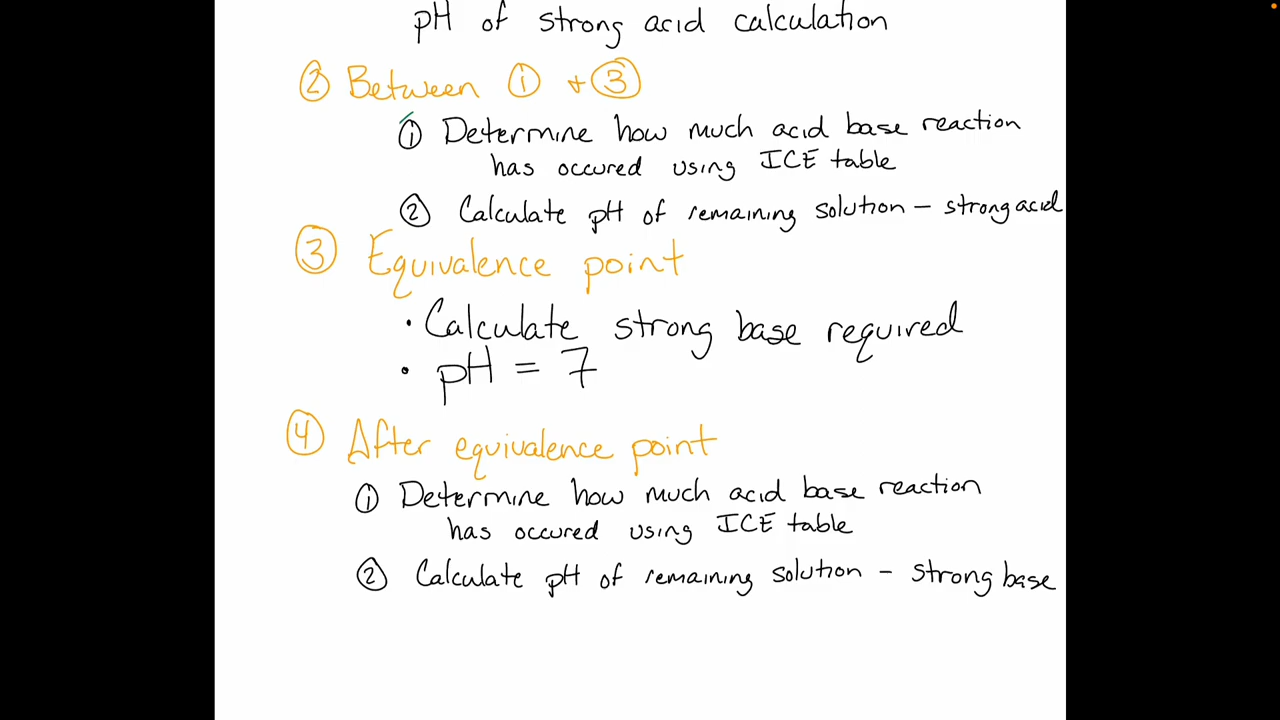 pH of strong acid calculation
② Between ① + ③
① Determine how much acid base reaction
has occured using ICE table
② Calculate pH of remaining solution - strong acid
③ Equivalence point
• Calculate strong base required
• pH = 7
④ After equivalence point
① Determine how much acid base reaction
has occured using ICE table
② Calculate pH of remaining solution - strong base